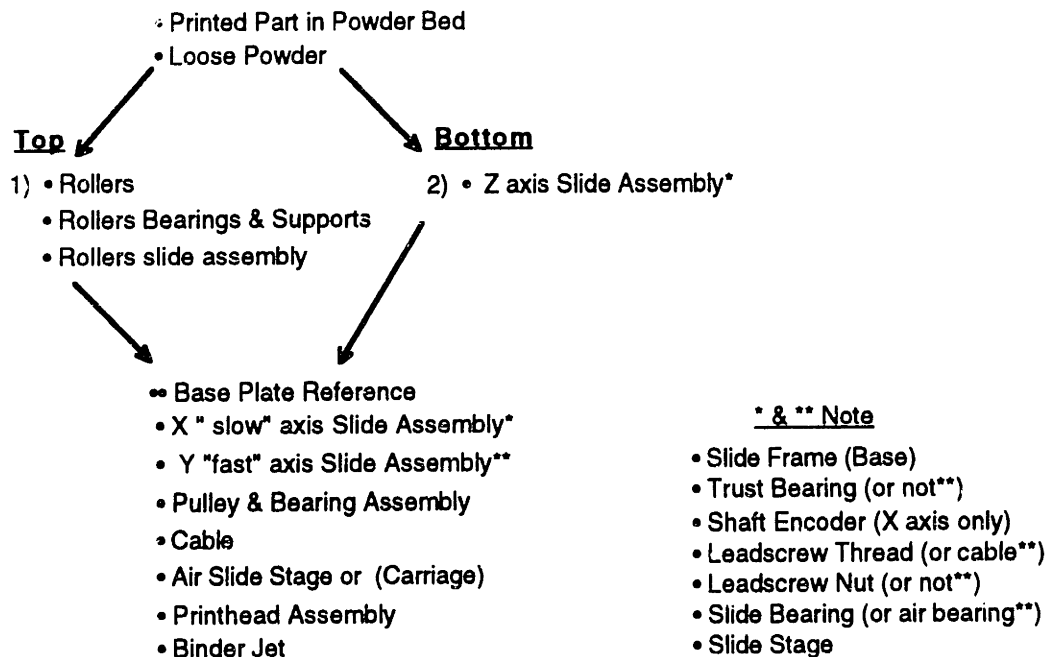 • Printed Part in Powder Bed
• Loose Powder
Top
1) • Rollers
• Rollers Bearings & Supports
• Rollers slide assembly
Bottom
2) • Z axis Slide Assembly*
•• Base Plate Reference
• X " slow" axis Slide Assembly*
• Y "fast" axis Slide Assembly**
• Pulley & Bearing Assembly
• Cable
• Air Slide Stage or (Carriage)
• Printhead Assembly
• Binder Jet
* & ** Note
• Slide Frame (Base)
• Trust Bearing (or not**)
• Shaft Encoder (X axis only)
• Leadscrew Thread (or cable**)
• Leadscrew Nut (or not**)
• Slide Bearing (or air bearing**)
• Slide Stage